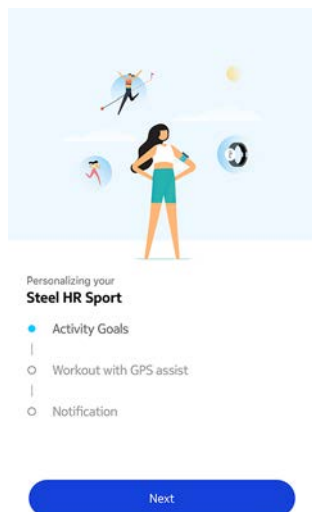 Personalizing your
Steel HR Sport
Activity Goals
Workout with GPS assist
Notification
Next